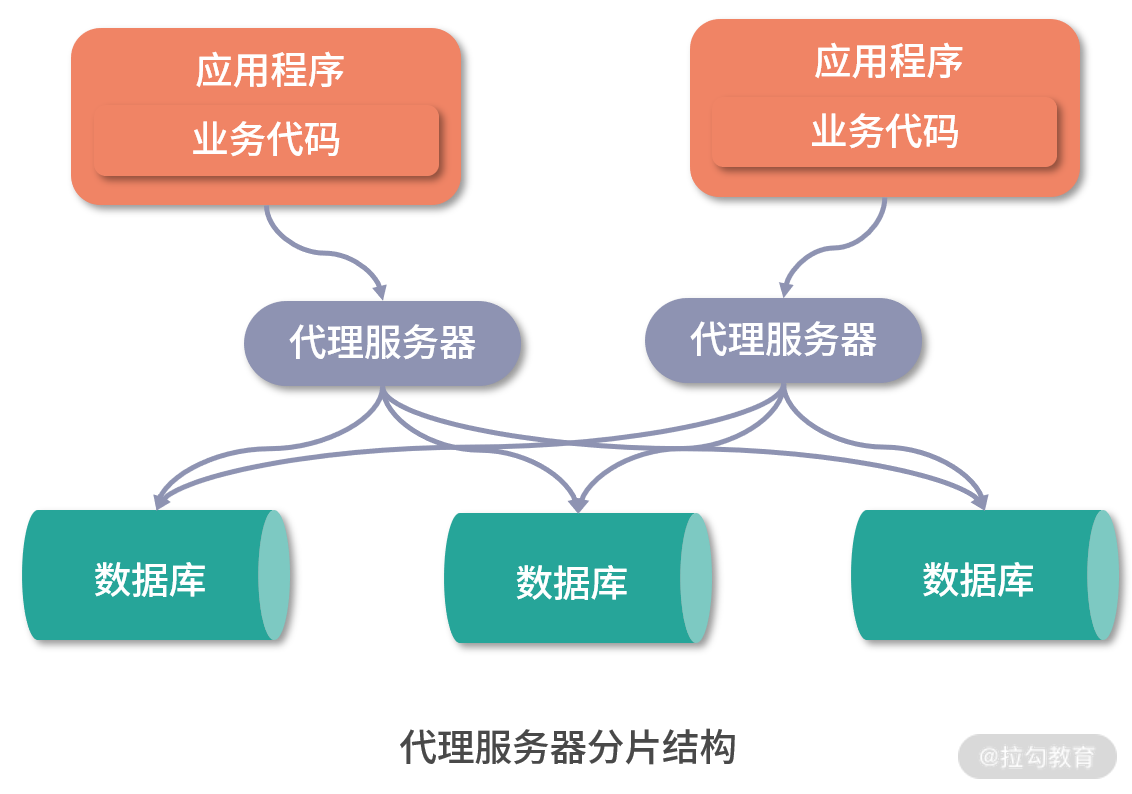 应用程序
业务代码
应用程序
业务代码
代理服务器
代理服务器
数据库
数据库
数据库
代理服务器分片结构
@拉勾教育